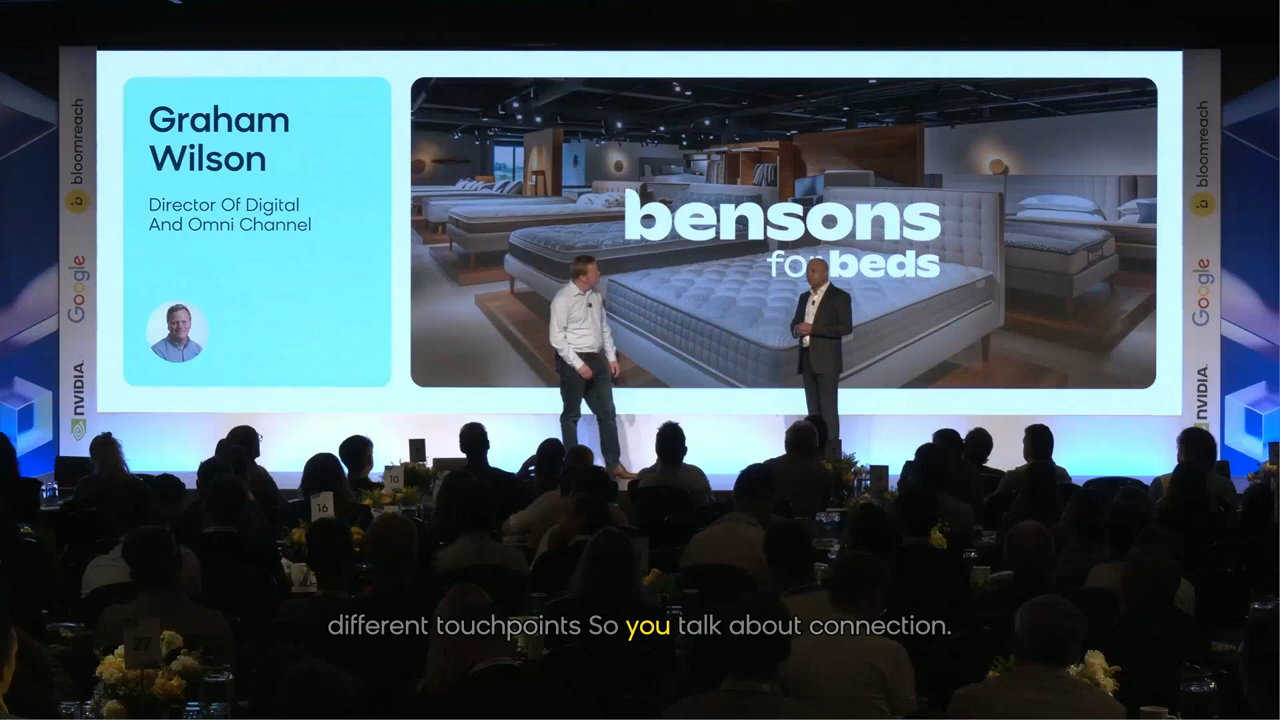 Graham
Wilson
Director Of Digital
And Omni Channel
bensons
for beds
bloomreach
Google
NVIDIA
bloomreach
Google
NVIDIA
10
16
27
different touchpoints So you talk about connection.